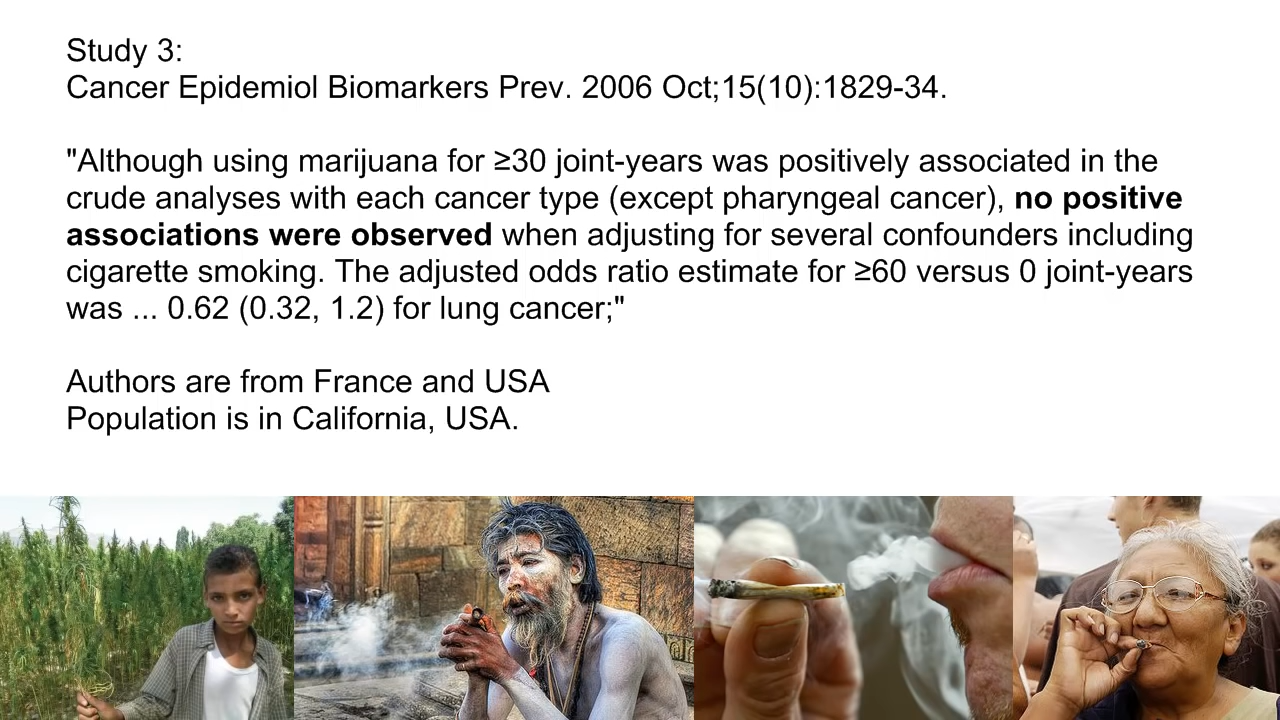 Study 3:
Cancer Epidemiol Biomarkers Prev. 2006 Oct;15(10):1829-34.
"Although using marijuana for ≥30 joint-years was positively associated in the
crude analyses with each cancer type (except pharyngeal cancer), no positive
associations were observed when adjusting for several confounders including
cigarette smoking. The adjusted odds ratio estimate for ≥60 versus 0 joint-years
was ... 0.62 (0.32, 1.2) for lung cancer;"
Authors are from France and USA
Population is in California, USA.